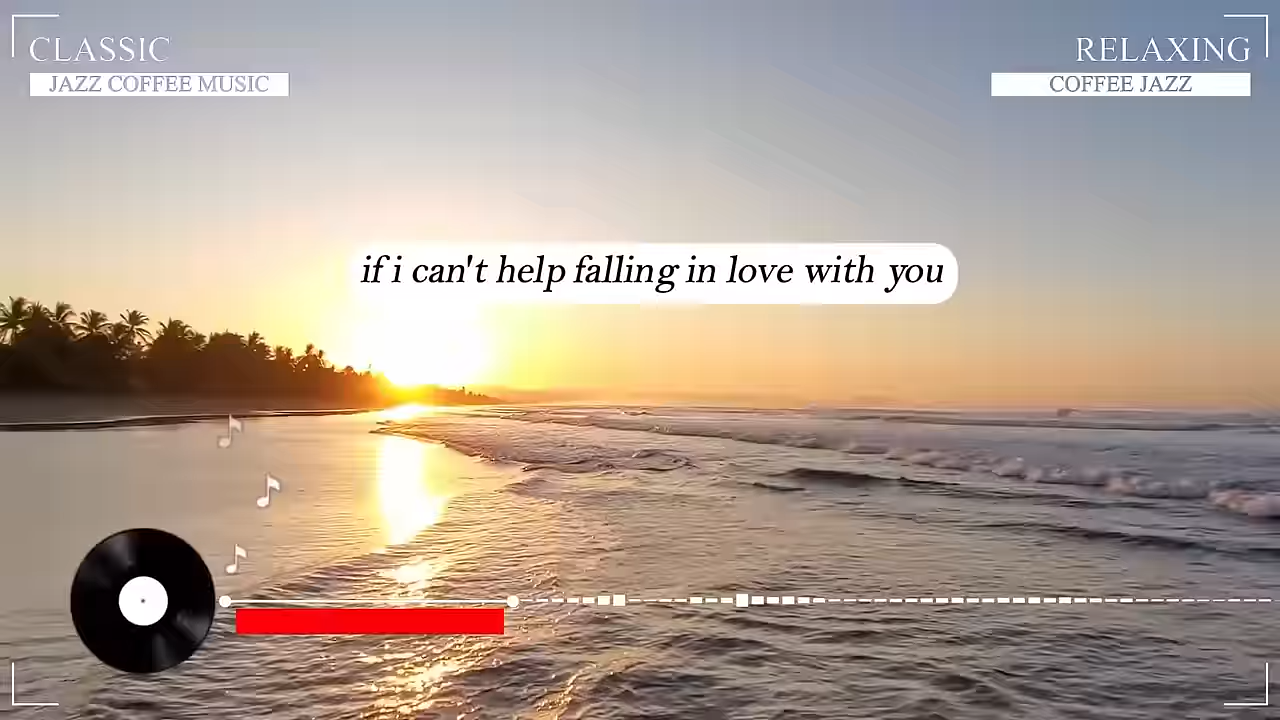 CLASSIC
JAZZ COFFEE MUSIC
RELAXING
COFFEE JAZZ
if i can't help falling in love with you